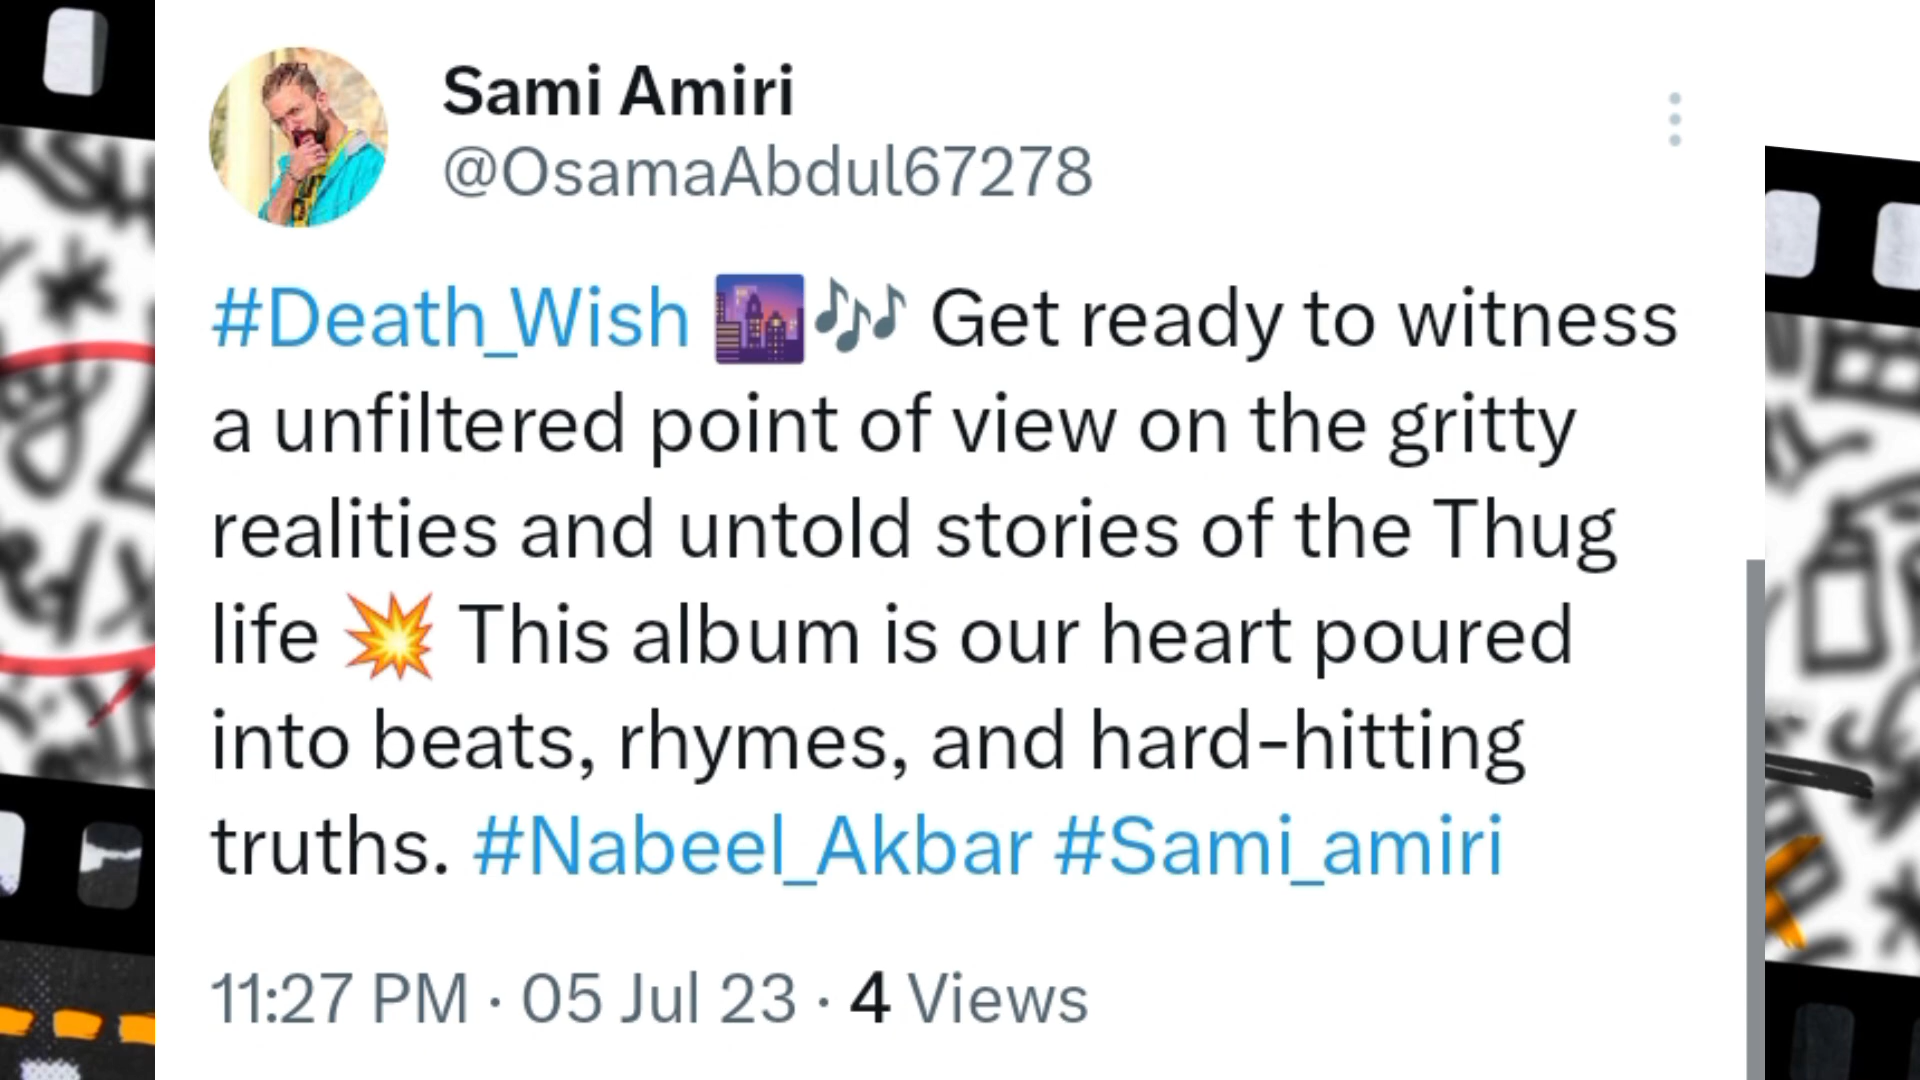 Sami Amiri
@OsamaAbdul67278
#Death_Wish 🌆🎶 Get ready to witness
a unfiltered point of view on the gritty
realities and untold stories of the Thug
life 💥 This album is our heart poured
into beats, rhymes, and hard-hitting
truths. #Nabeel_Akbar #Sami_amiri
11:27 PM · 05 Jul 23 · 4 Views